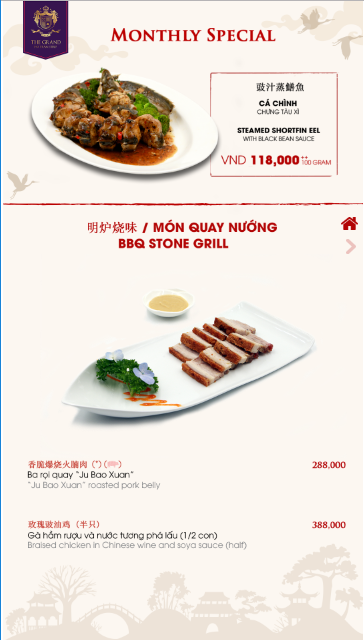 THE GRAND
MONTHLY SPECIAL
豉汁蒸鱔魚
CÁ CHÌNH
CHƯNG TÀU XÌ
STEAMED SHORTFIN EEL
WITH BLACK BEAN SAUCE
VND 118,000++ 100 GRAM
明炉烧味 / MÓN QUAY NƯỚNG
BBQ STONE GRILL
香脆爆烧火腩肉 (*) 288,000
Ba rọi quay “Ju Bao Xuan”
“Ju Bao Xuan” roasted pork belly
玫瑰豉油鸡 (半只) 388,000
Gà hầm rượu và nước tương phá lấu (1/2 con)
Braised chicken in Chinese wine and soya sauce (half)